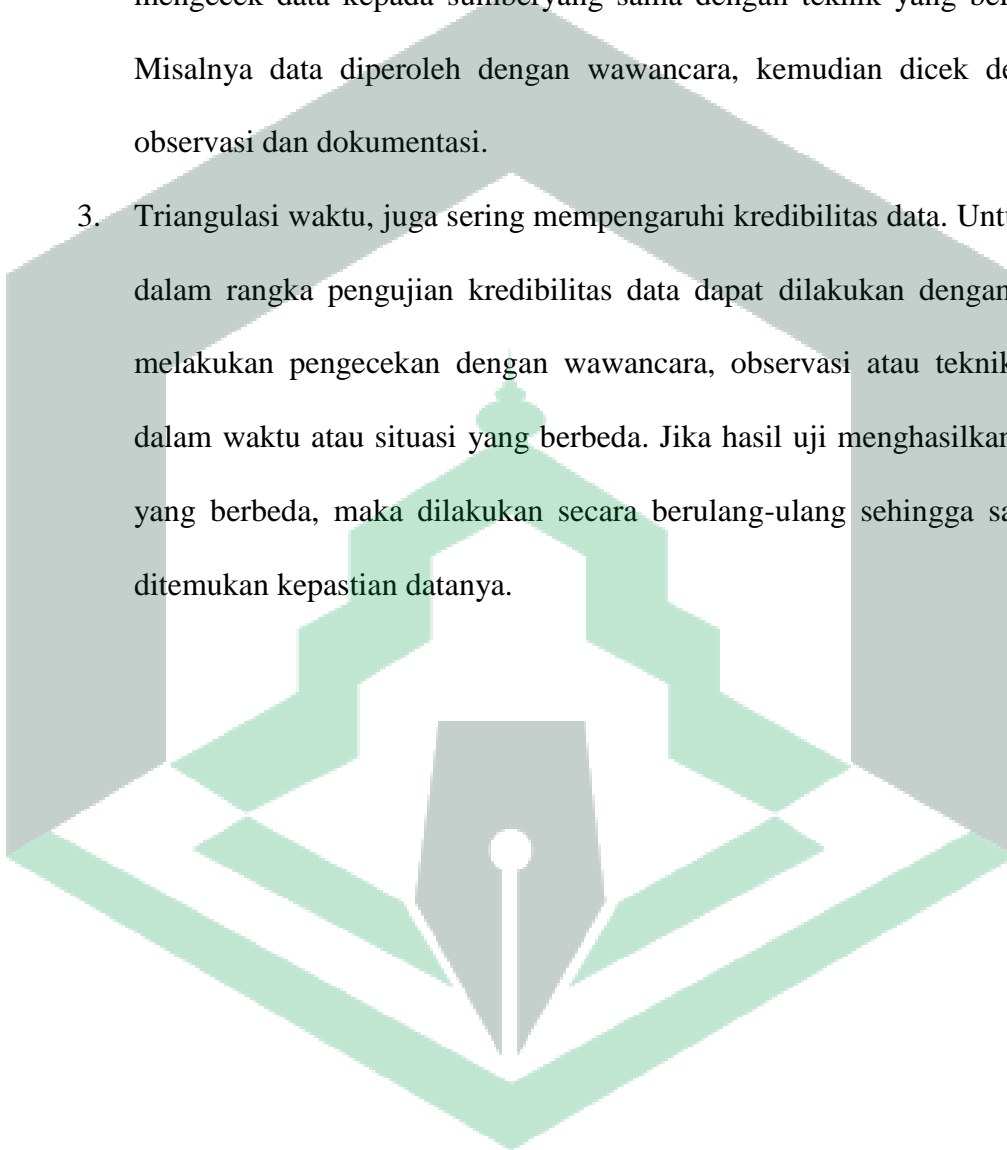 mengecek data kepada sumberyang sama dengan teknik yang
Misalnya data diperoleh dengan wawancara, kemudian dicek
observasi dan dokumentasi.
3. Triangulasi waktu, juga sering mempengaruhi kredibilitas data.
dalam rangka pengujian kredibilitas data dapat dilakukan dengan
melakukan pengecekan dengan wawancara, observasi atau teknik
dalam waktu atau situasi yang berbeda. Jika hasil uji menghasilkan
yang berbeda, maka dilakukan secara berulang-ulang sehingga
ditemukan kepastian datanya.